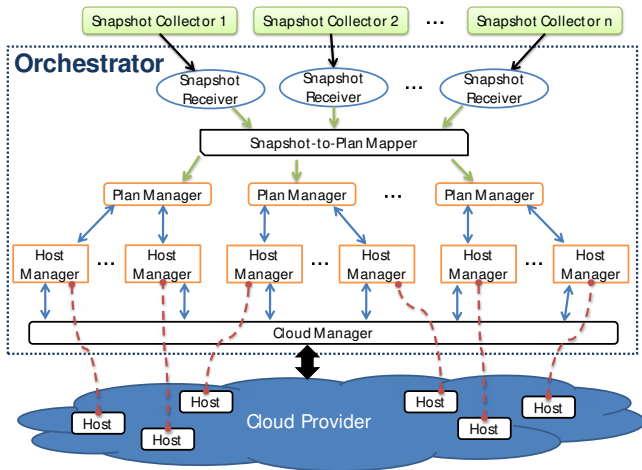 Snapshot Collector 1
Snapshot Collector 2
...
Snapshot Collector n
Orchestrator
Snapshot
Receiver
Snapshot
Receiver
...
Snapshot
Receiver
Snapshot-to-Plan Mapper
Plan Manager
Plan Manager
...
Plan Manager
Host
Manager
...
Host
Manager
Host
Manager
...
Host
Manager
Host
Manager
...
Host
Manager
Cloud Manager
Host
Host
Host
Cloud Provider
Host
Host
Host